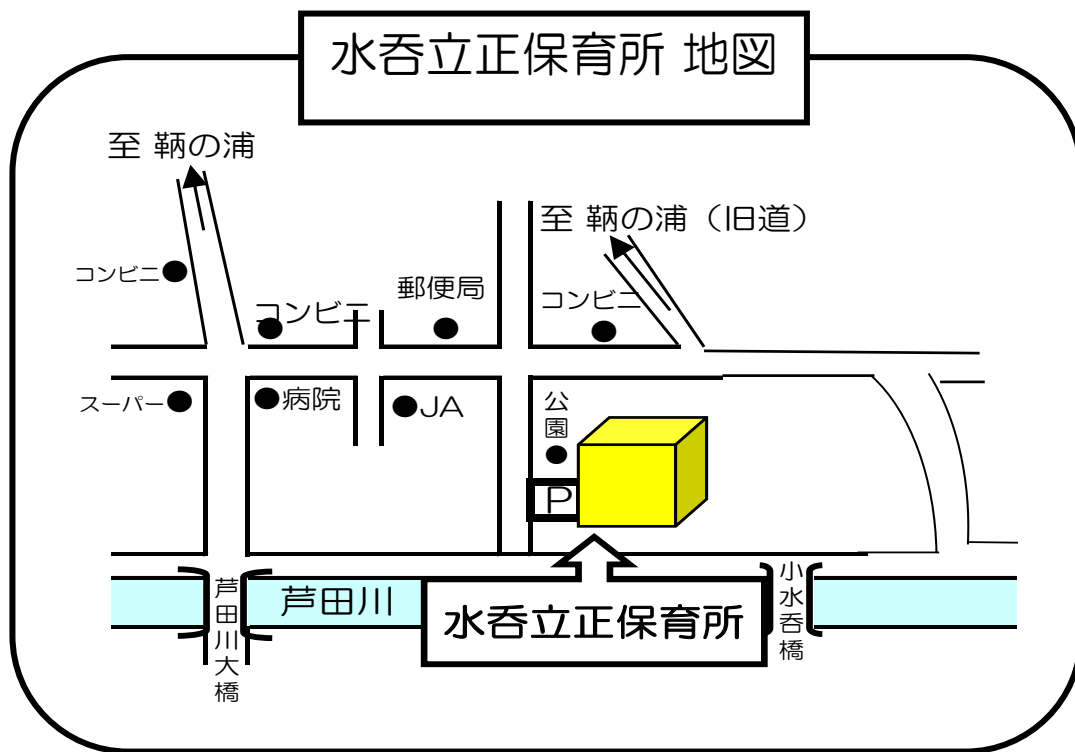 水呑立正保育所 地図
至 鞆の浦
至 鞆の浦（旧道）
コンビニ
コンビニ
郵便局
コンビニ
スーパー
病院
JA
公園
P
芦田川大橋
芦田川
水呑立正保育所
小水呑橋